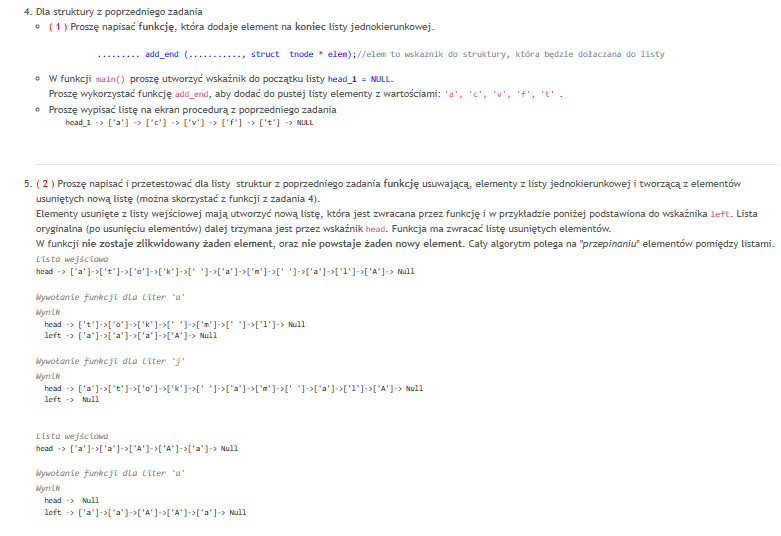 4. Dla struktury z poprzedniego zadania
( 1 ) Proszę napisać funkcję, która dodaje element na koniec listy jednokierunkowej.
......... add_end (..........., struct tnode * elem);//elem to wskaznik do struktury, która będzie dołaczana do listy
W funkcji main() proszę utworzyć wskaźnik do początku listy head_1 = NULL.
Proszę wykorzystać funkcję add_end, aby dodać do pustej listy elementy z wartościami: 'a', 'c', 'v', 'f', 't' .
Proszę wypisać listę na ekran procedurą z poprzedniego zadania
head_1 -> ['a'] -> ['c'] -> ['v'] -> ['f'] -> ['t'] -> NULL
5. ( 2 ) Proszę napisać i przetestować dla listy struktur z poprzedniego zadania funkcję usuwającą, elementy z listy jednokierunkowej i tworzącą z elementów
usuniętych nową listę (można skorzystać z funkcji z zadania 4).
Elementy usunięte z listy wejściowej mają utworzyć nową listę, która jest zwracana przez funkcję i w przykładzie poniżej podstawiona do wskaźnika left. Lista
oryginalna (po usunięciu elementów) dalej trzymana jest przez wskaźnik head. Funkcja ma zwracać listę usuniętych elementów.
W funkcji nie zostaje zlikwidowany żaden element, oraz nie powstaje żaden nowy element. Cały algorytm polega na "przepinaniu" elementów pomiędzy listami.
Lista wejściowa
head -> ['a']->['t']->['o']->['k']->[' ']->['a']->['m']->[' ']->['a']->['l']->['A']-> Null
Wywołanie funkcji dla liter 'a'
Wynik
head -> ['t']->['o']->['k']->[' ']->['m']->[' ']->['l']-> Null
left -> ['a']->['a']->['a']->['A']-> Null
Wywołanie funkcji dla liter 'j'
Wynik
head -> ['a']->['t']->['o']->['k']->[' ']->['a']->['m']->[' ']->['a']->['l']->['A']-> Null
left -> Null
Lista wejściowa
head -> ['a']->['a']->['A']->['A']->['a']-> Null
Wywołanie funkcji dla liter 'a'
Wynik
head -> Null
left -> ['a']->['a']->['A']->['A']->['a']-> Null